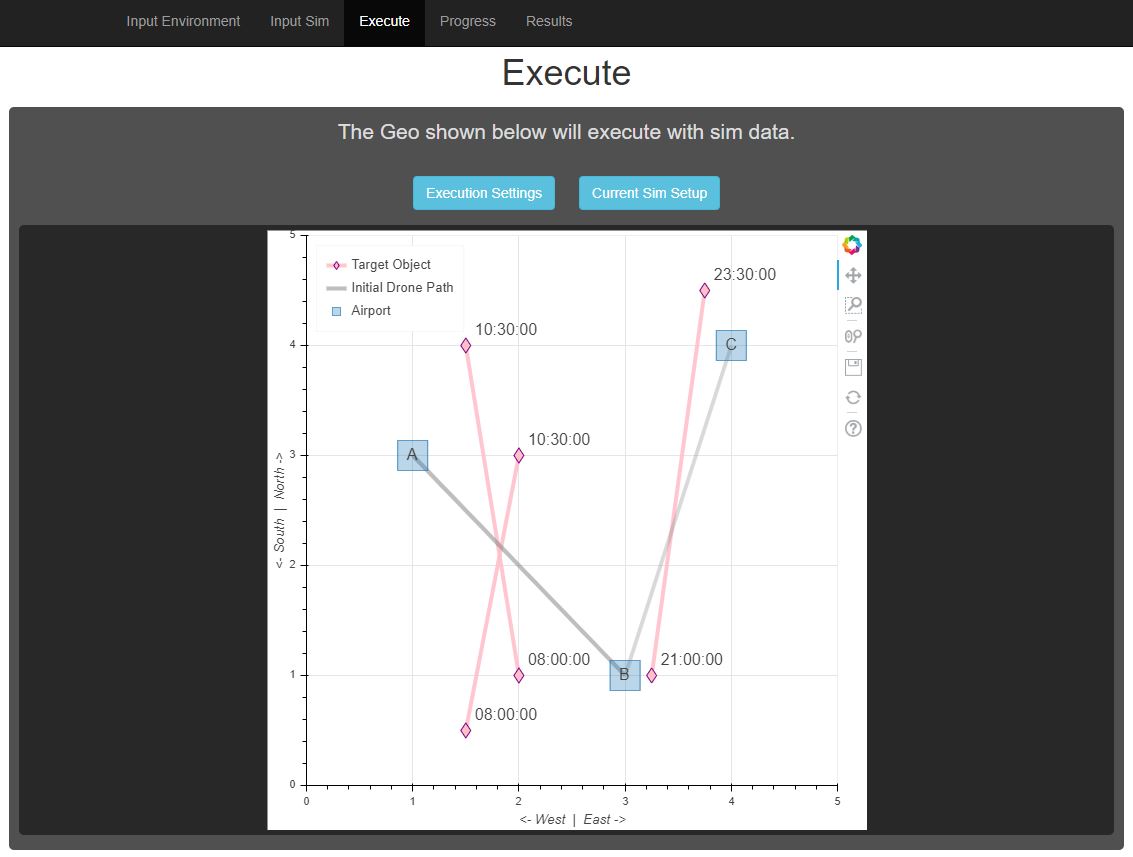 Input Environment Input Sim Execute Progress Results
Execute
The Geo shown below will execute with sim data.
Execution Settings Current Sim Setup
Target Object
Initial Drone Path
Airport
23:30:00
10:30:00
C
10:30:00
A
08:00:00
B
21:00:00
08:00:00
5
4
3
2
1
0
<- South | North ->
0 1 2 3 4 5
<- West | East ->